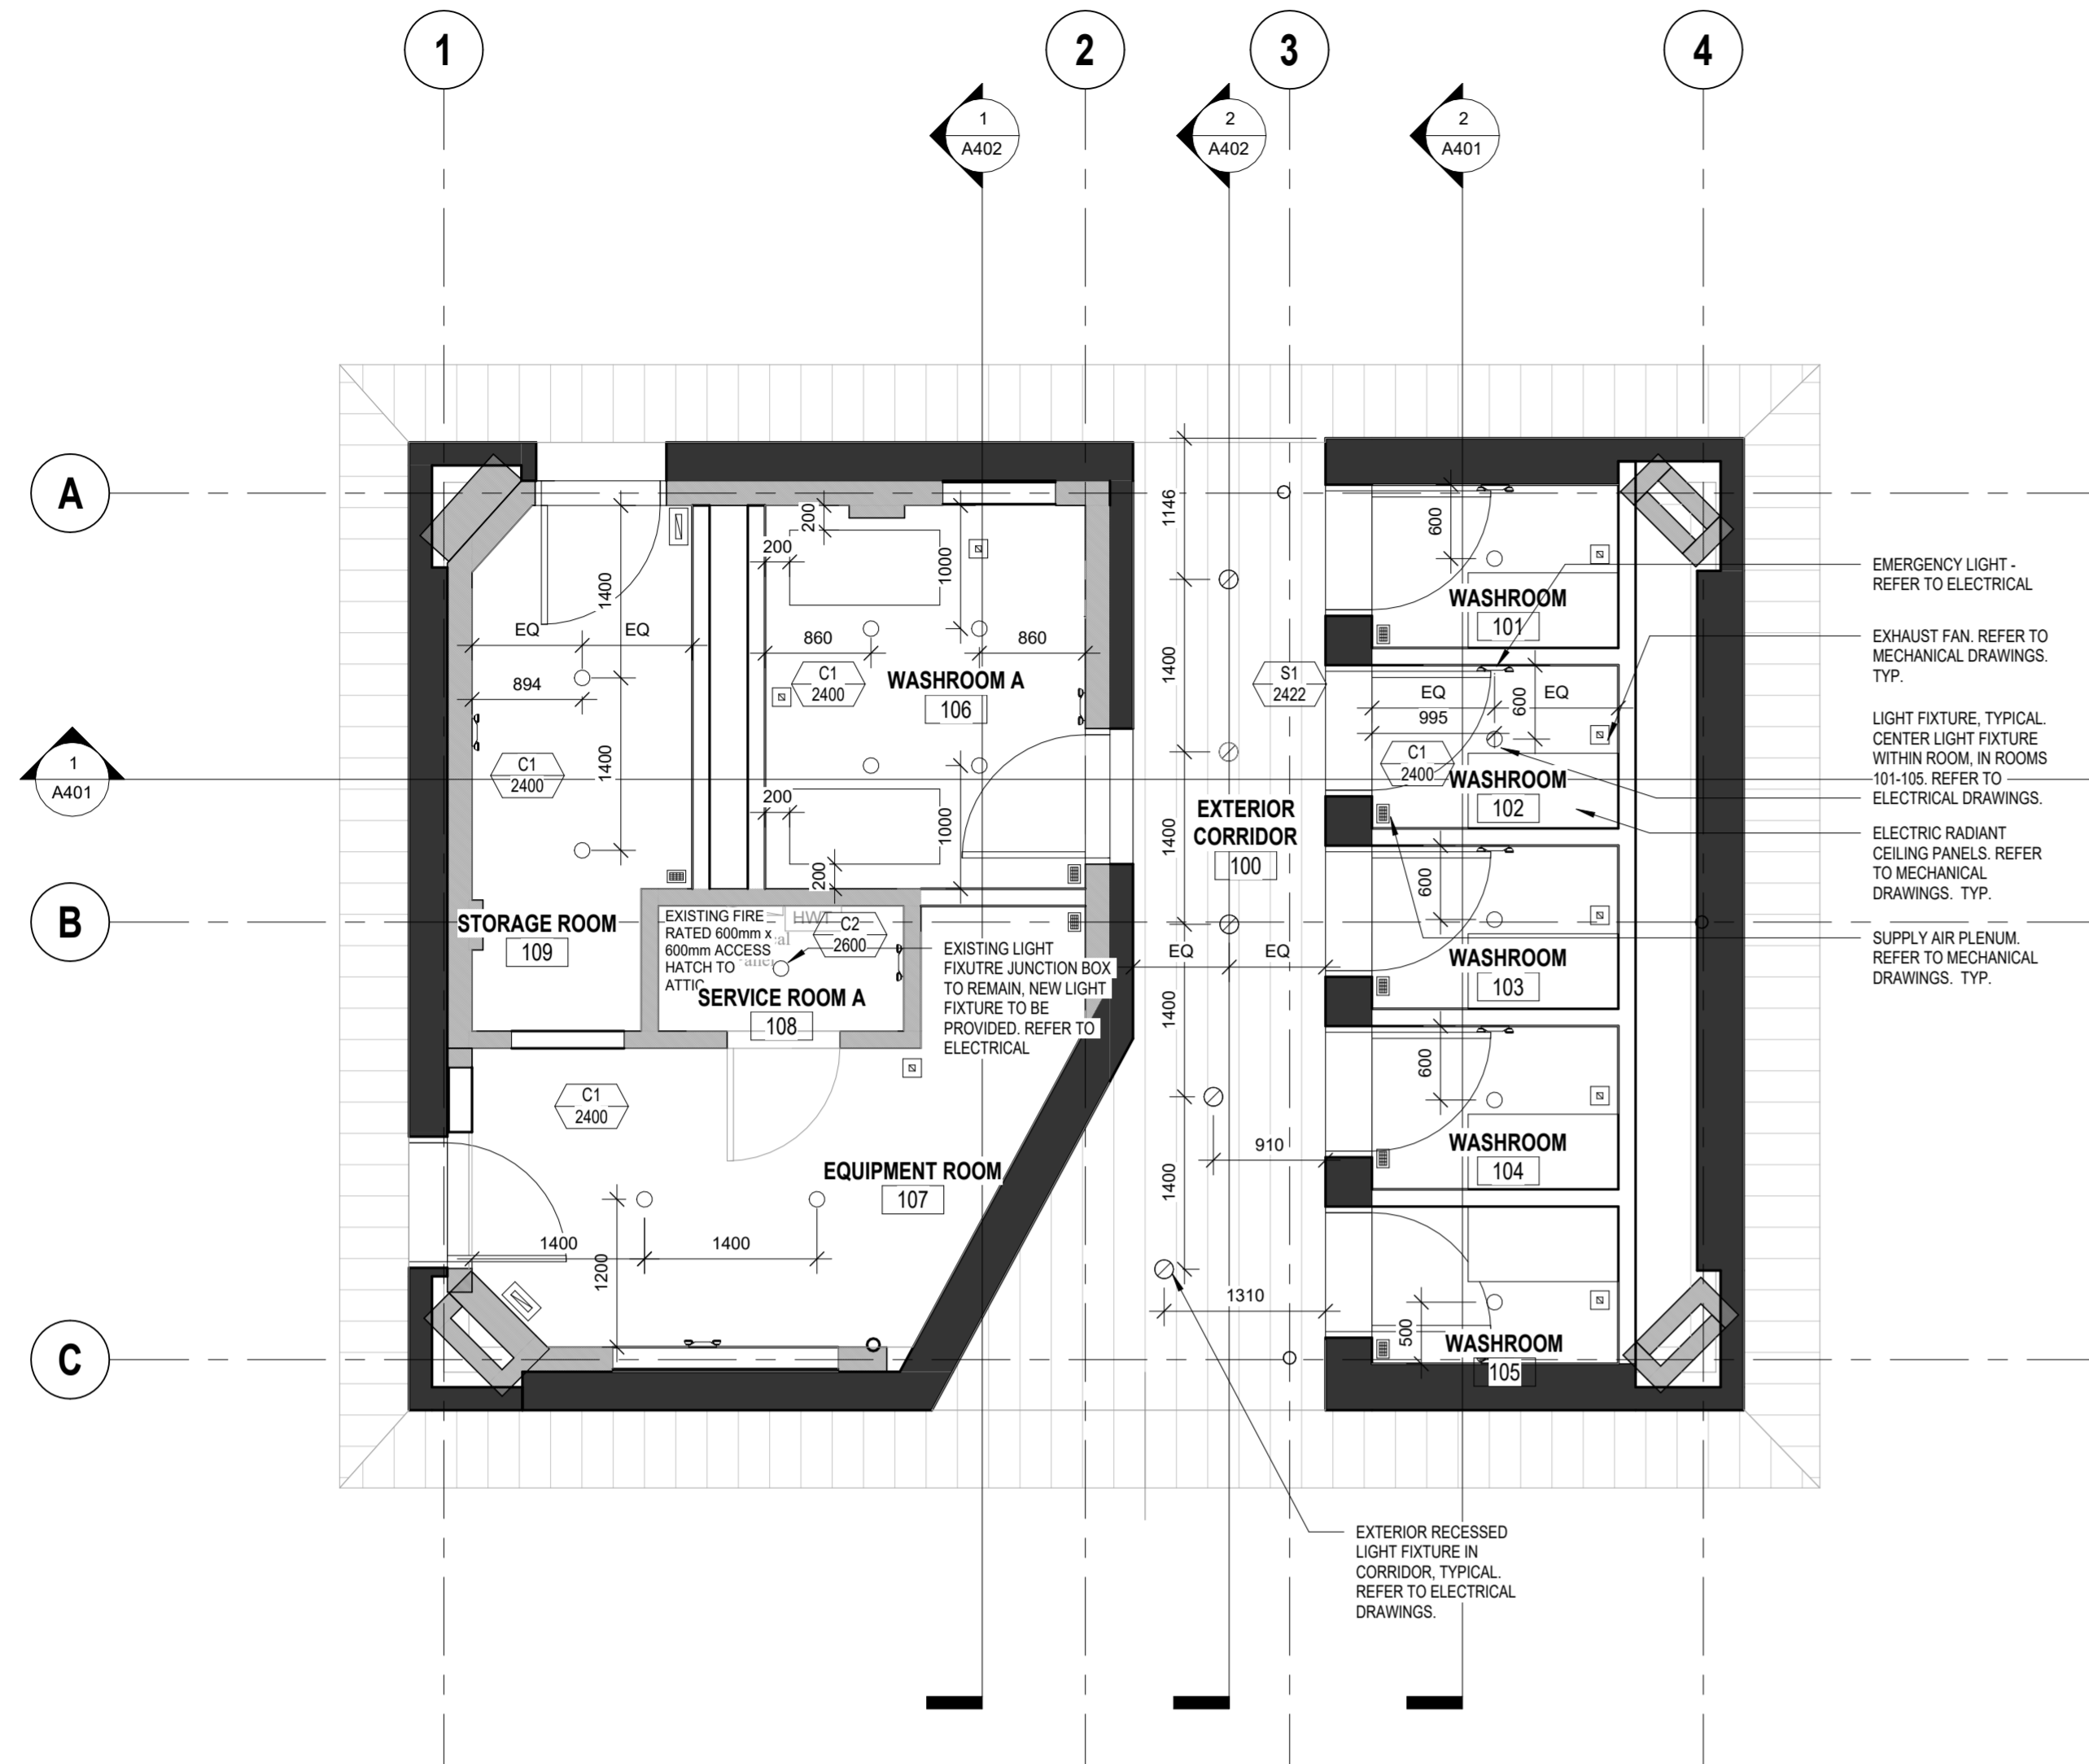 1
2
3
4
1
A402
2
A402
2
A401
A
B
C
1
A401
1146
1400
1400
1400
1400
EQ
EQ
910
1310
S1
2422
EXTERIOR
CORRIDOR
100
1400
EQ
EQ
894
1400
C1
2400
STORAGE ROOM
109
200
200
1000
860
860
C1
2400
WASHROOM A
106
200
1000
200
EXISTING FIRE
RATED 600mm x
600mm ACCESS
HATCH TO
ATTIC
HWT
C2
2600
SERVICE ROOM A
108
EXISTING LIGHT
FIXUTRE JUNCTION BOX
TO REMAIN, NEW LIGHT
FIXTURE TO BE
PROVIDED. REFER TO
ELECTRICAL
C1
2400
EQUIPMENT ROOM
107
1400
1400
1200
600
WASHROOM
101
EQ
EQ
600
995
C1
2400
WASHROOM
102
600
WASHROOM
103
600
WASHROOM
104
500
WASHROOM
105
EMERGENCY LIGHT -
REFER TO ELECTRICAL
EXHAUST FAN. REFER TO
MECHANICAL DRAWINGS.
TYP.
LIGHT FIXTURE, TYPICAL.
CENTER LIGHT FIXTURE
WITHIN ROOM, IN ROOMS
101-105. REFER TO
ELECTRICAL DRAWINGS.
ELECTRIC RADIANT
CEILING PANELS. REFER
TO MECHANICAL
DRAWINGS. TYP.
SUPPLY AIR PLENUM.
REFER TO MECHANICAL
DRAWINGS. TYP.
EXTERIOR RECESSED
LIGHT FIXTURE IN
CORRIDOR, TYPICAL.
REFER TO ELECTRICAL
DRAWINGS.